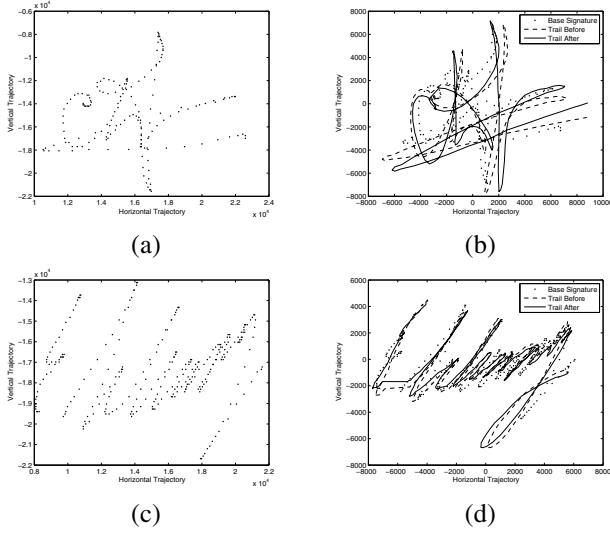 x 10⁴
−0.6
−0.8
−1
−1.2
−1.4
−1.6
−1.8
−2
−2.2
Vertical Trajectory
1 1.2 1.4 1.6 1.8 2 2.2 2.4
Horizontal Trajectory
x 10⁴
(a)
8000
6000
4000
2000
0
−2000
−4000
−6000
−8000
Vertical Trajectory
Base Signature
Trail Before
Trail After
−8000 −6000 −4000 −2000 0 2000 4000 6000 8000 10000
Horizontal Trajectory
(b)
x 10⁴
−1.3
−1.4
−1.5
−1.6
−1.7
−1.8
−1.9
−2
−2.1
−2.2
Vertical Trajectory
0.8 1 1.2 1.4 1.6 1.8 2 2.2
Horizontal Trajectory
x 10⁴
(c)
6000
4000
2000
0
−2000
−4000
−6000
−8000
Vertical Trajectory
Base Signature
Trail Before
Trail After
−8000 −6000 −4000 −2000 0 2000 4000 6000 8000
Horizontal Trajectory
(d)